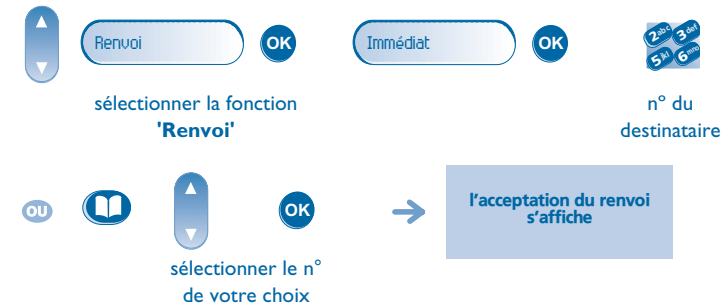 Renvoi
OK
Immédiat
OK
2abc
3def
5jkl
6mno
sélectionner la fonction
'Renvoi'
nº du
destinataire
OU
OK
l'acceptation du renvoi
s'affiche
sélectionner le n°
de votre choix